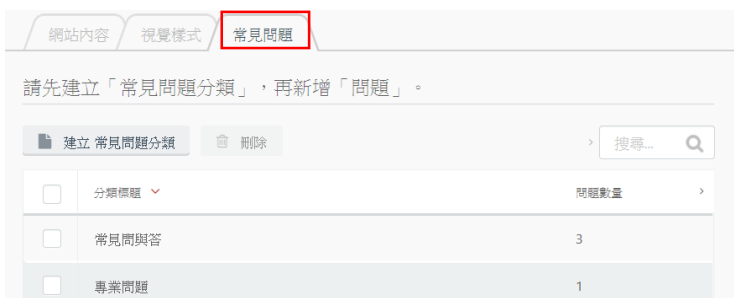 網站內容 視覺樣式 常見問題
請先建立「常見問題分類」，再新增「問題」。
建立 常見問題分類 刪除 搜尋...
分類標題 問題數量
常見問與答 3
專業問題 1